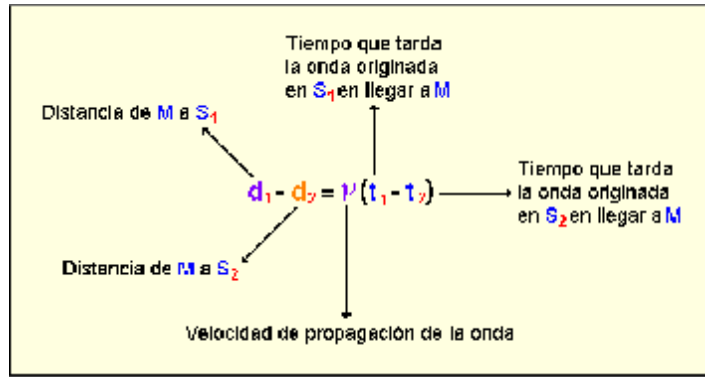 Tiempo que tarda
la onda originada
en S1 en llegar a M
Distancia de M a S1
d1 - d2 = v (t1 - t2)
Tiempo que tarda
la onda originada
en S2 en llegar a M
Distancia de M a S2
Velocidad de propagación de la onda